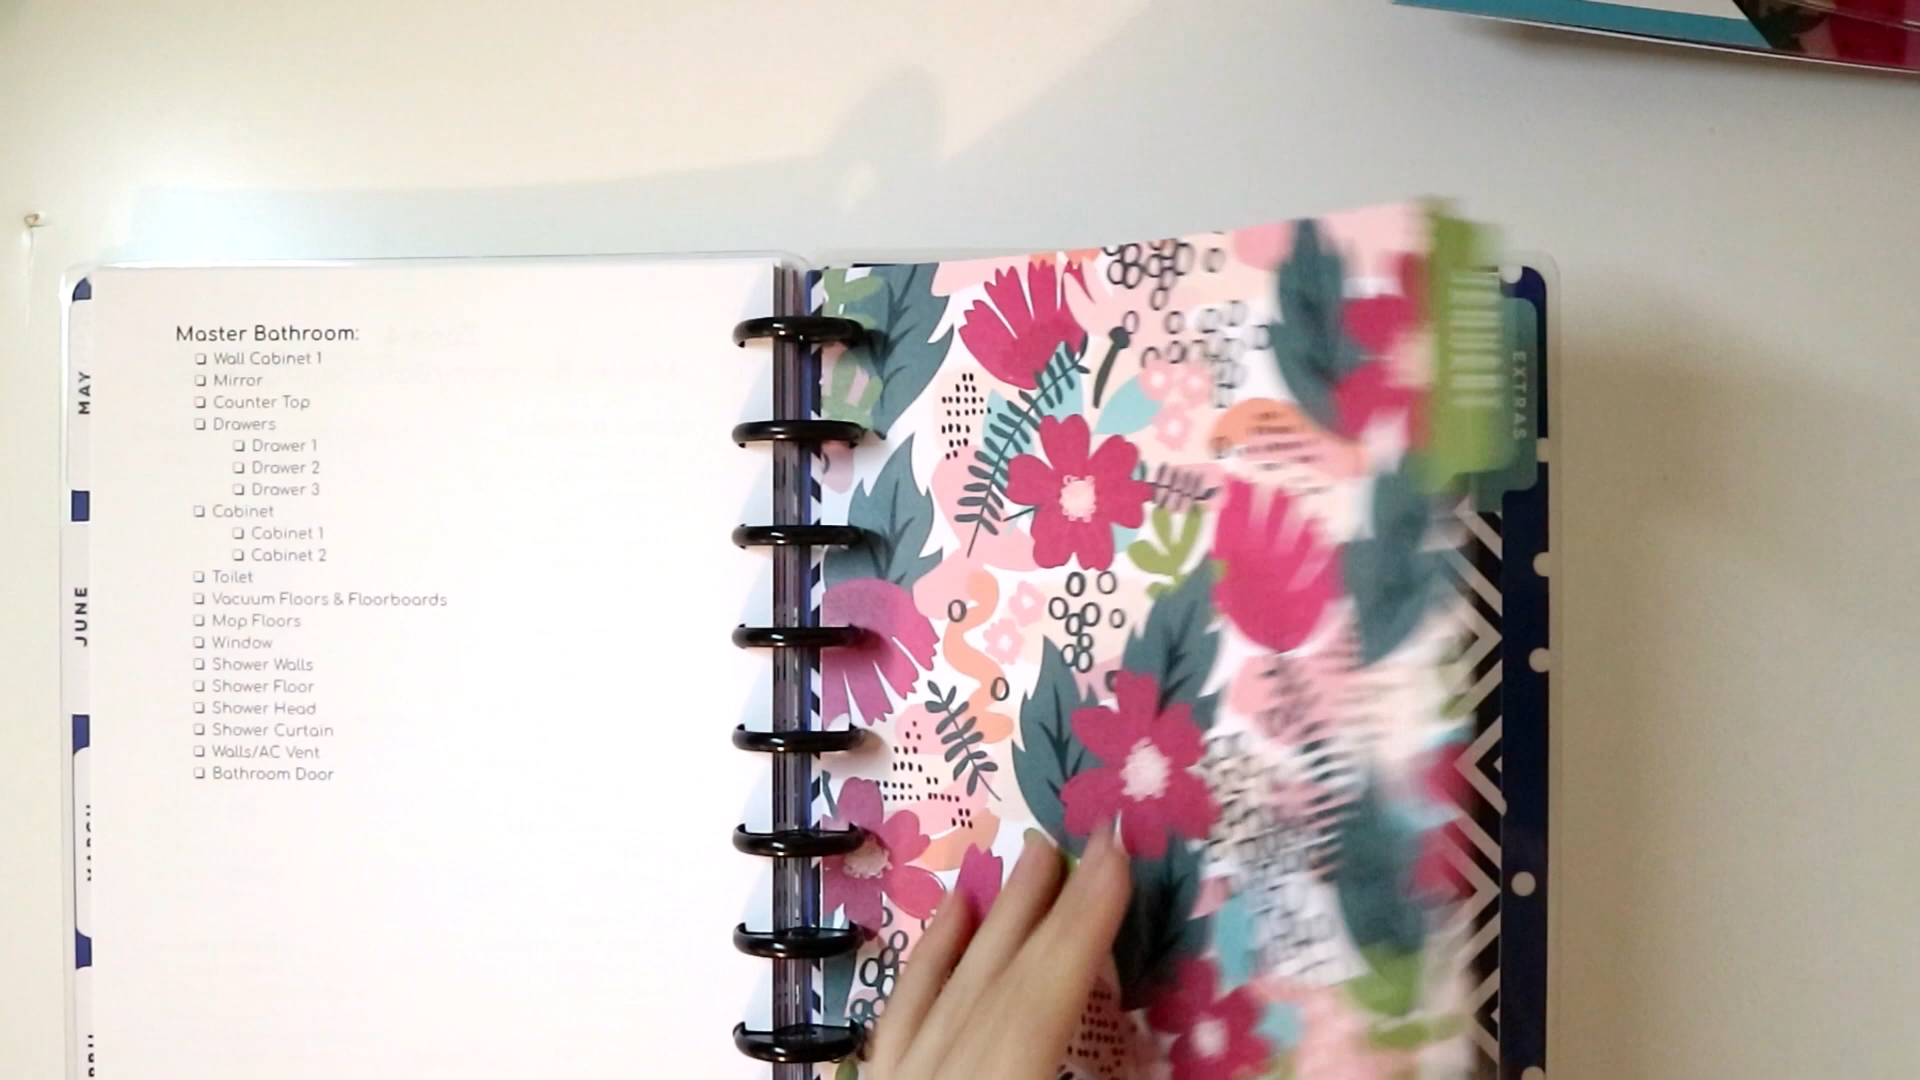 Master Bathroom:
❑ Wall Cabinet 1
❑ Mirror
❑ Counter Top
❑ Drawers
❑ Drawer 1
❑ Drawer 2
❑ Drawer 3
❑ Cabinet
❑ Cabinet 1
❑ Cabinet 2
❑ Toilet
❑ Vacuum Floors & Floorboards
❑ Mop Floors
❑ Window
❑ Shower Walls
❑ Shower Floor
❑ Shower Head
❑ Shower Curtain
❑ Walls/AC Vent
❑ Bathroom Door
MAY
JUNE
EXTRAS